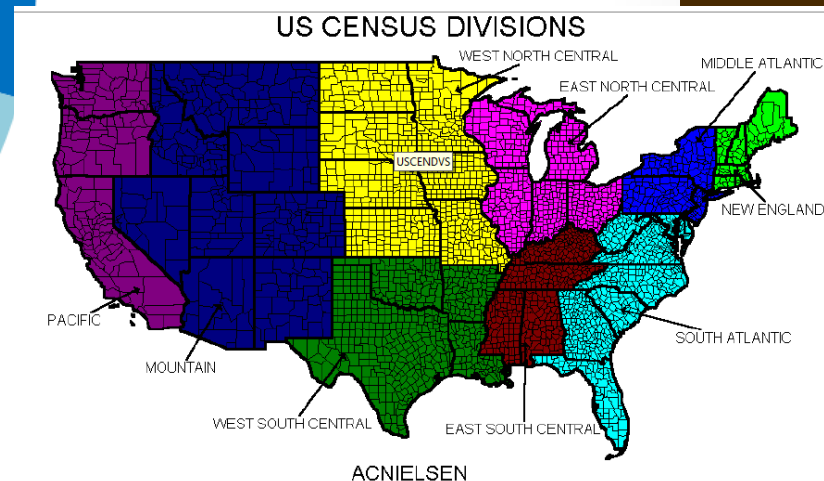 US CENSUS DIVISIONS
WEST NORTH CENTRAL
MIDDLE ATLANTIC
EAST NORTH CENTRAL
USCENDVS
NEW ENGLAND
PACIFIC
SOUTH ATLANTIC
MOUNTAIN
WEST SOUTH CENTRAL
EAST SOUTH CENTRAL
ACNIELSEN